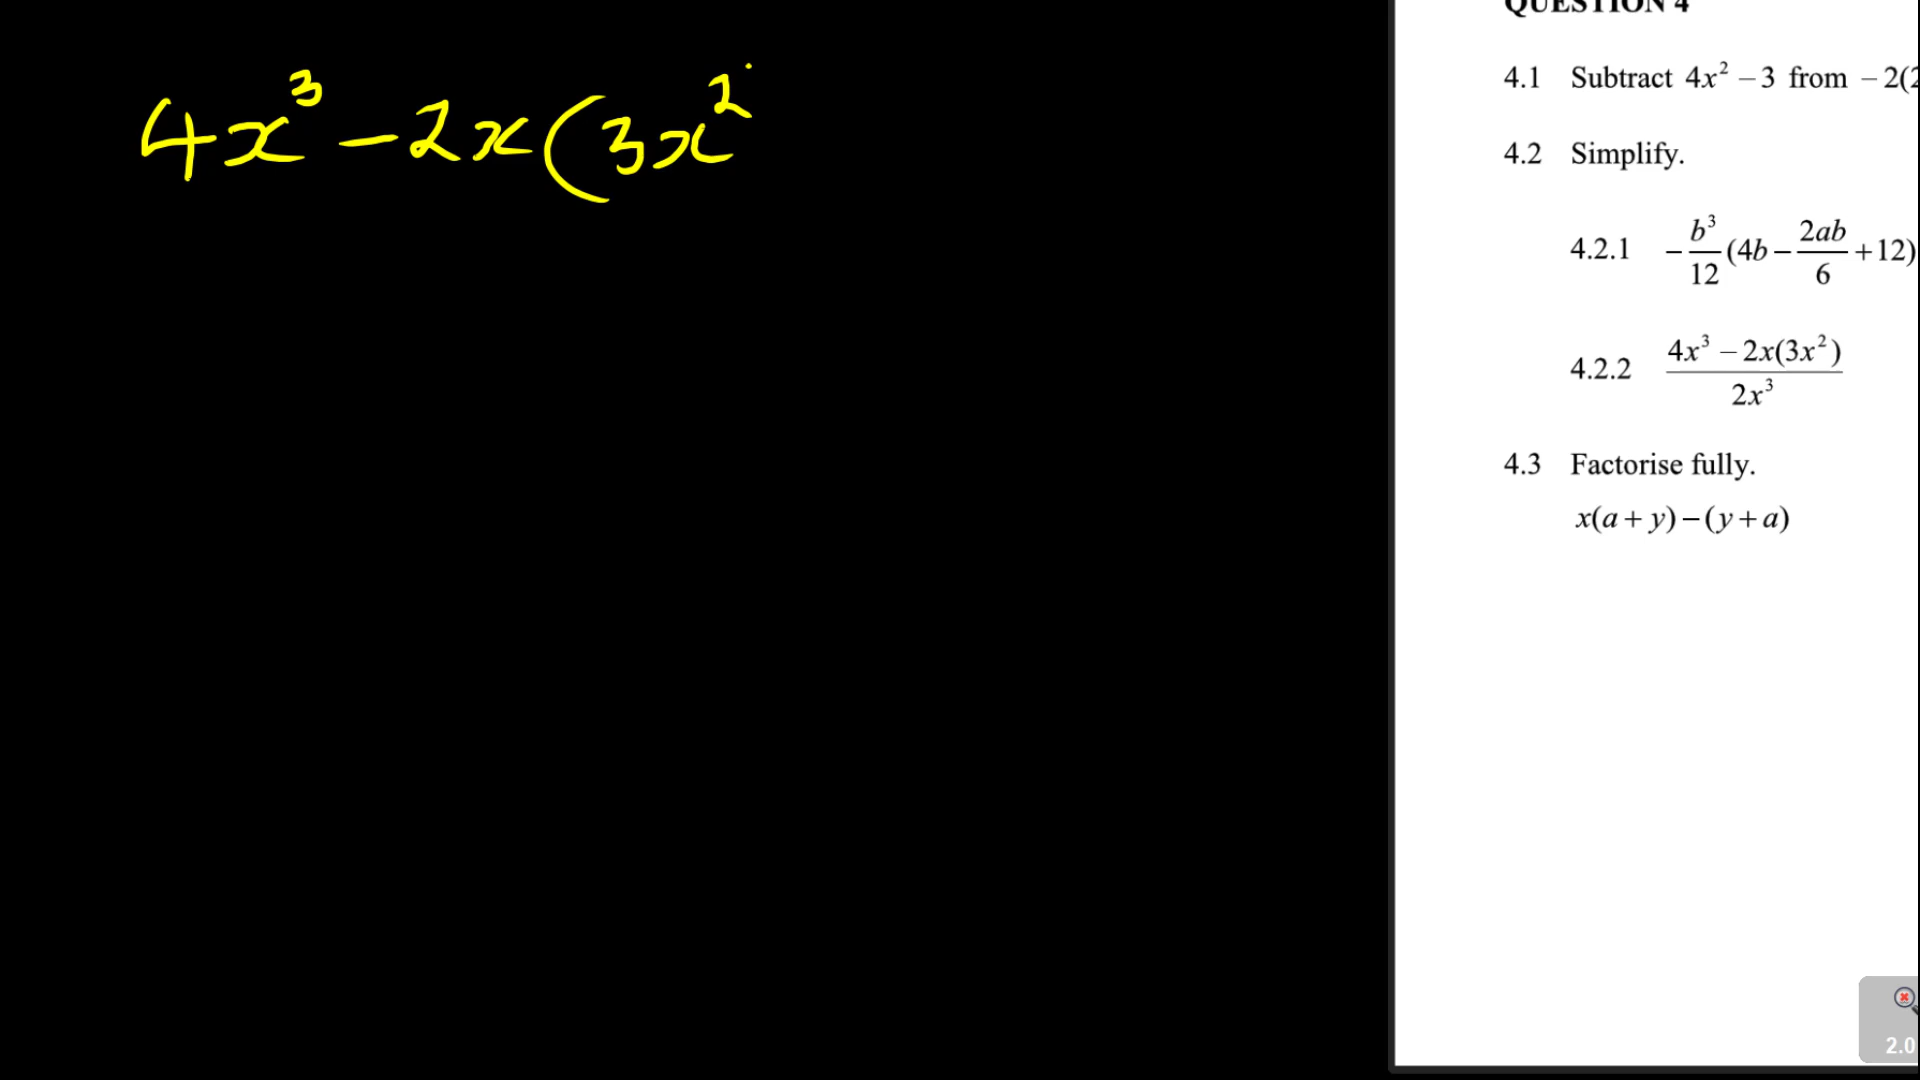 4x³ − 2x(3x²
QUESTION 4
4.1 Subtract 4x² − 3 from − 2(2
4.2 Simplify.
4.2.1 −b³/12(4b − 2ab/6 + 12)
4.2.2 (4x³ − 2x(3x²))/(2x³)
4.3 Factorise fully.
x(a + y) − (y + a)
2.0